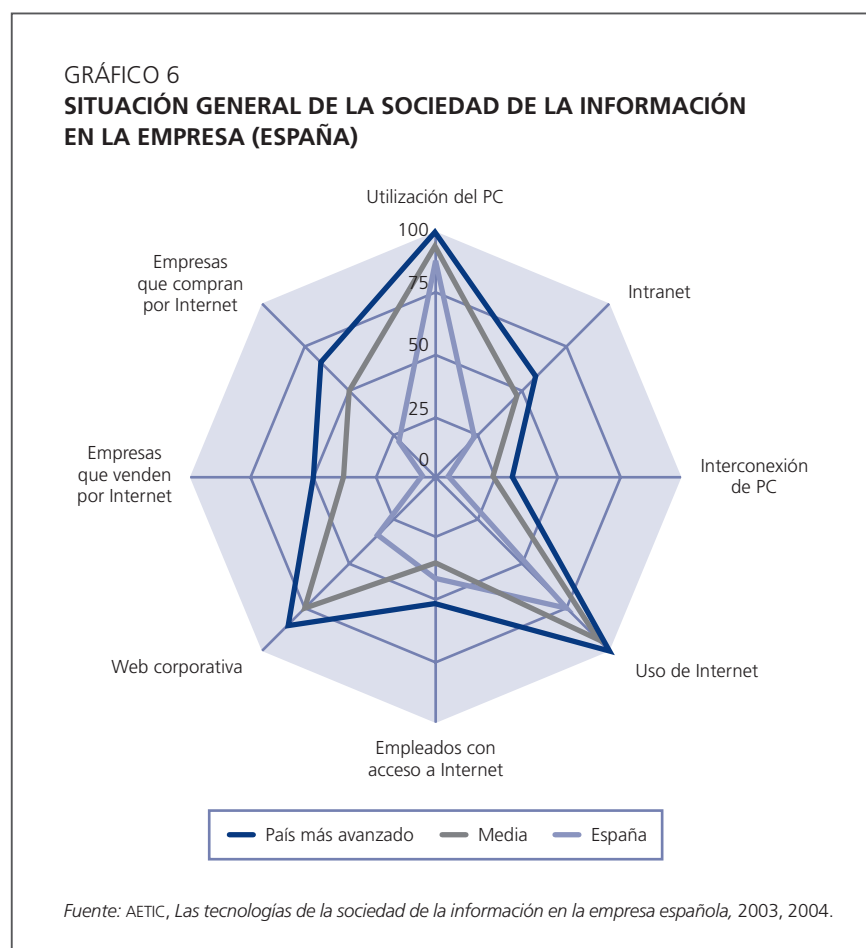 GRÁFICO 6
SITUACIÓN GENERAL DE LA SOCIEDAD DE LA INFORMACIÓN
EN LA EMPRESA (ESPAÑA)
Utilización del PC
100
75
50
25
0
Intranet
Interconexión
de PC
Uso de Internet
Empleados con
acceso a Internet
Web corporativa
Empresas
que venden
por Internet
Empresas
que compran
por Internet
País más avanzado
Media
España
Fuente: AETIC, Las tecnologías de la sociedad de la información en la empresa española, 2003, 2004.